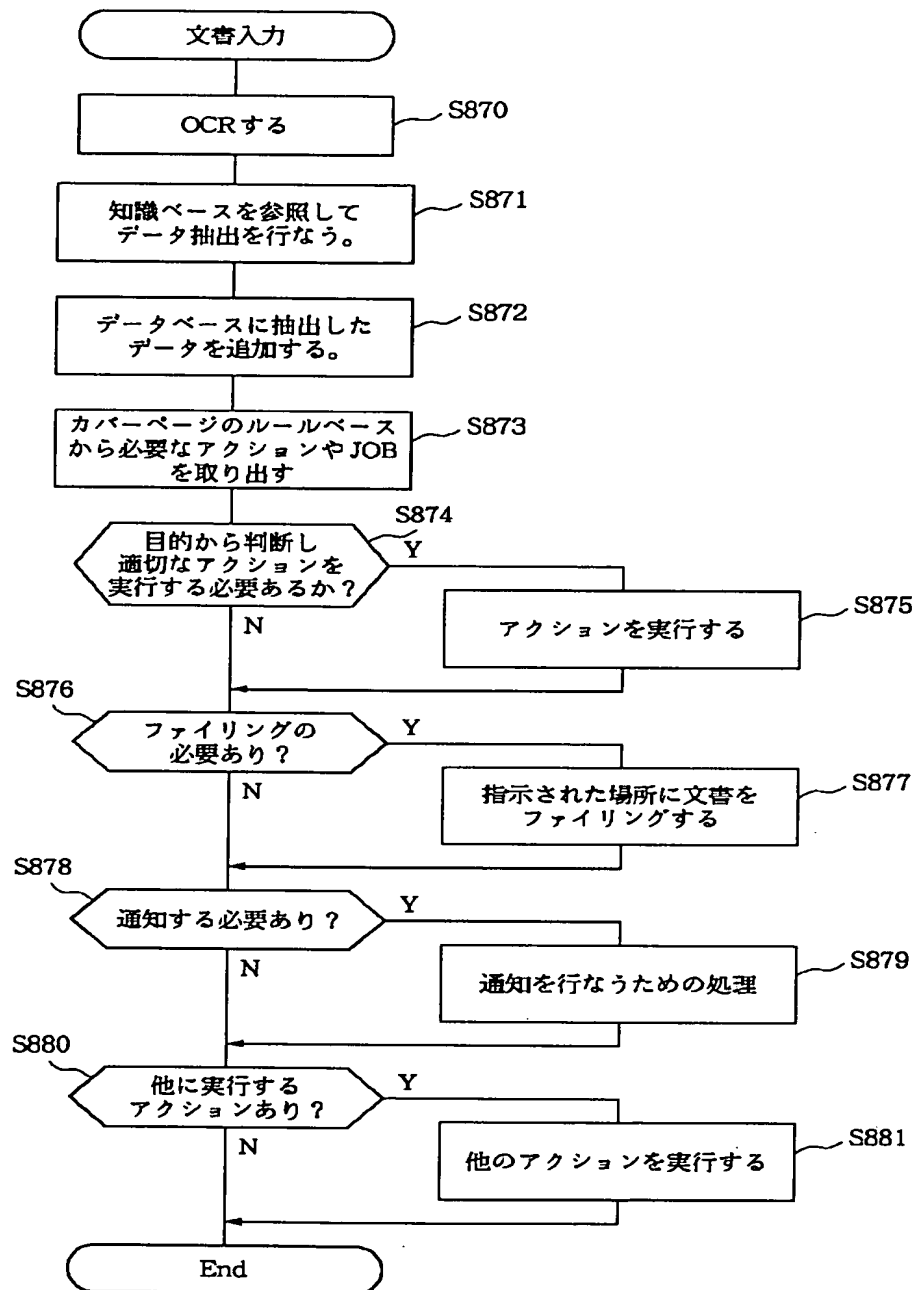 文書入力
OCRする
S870
知識ベースを参照して
データ抽出を行なう。
S871
データベースに抽出した
データを追加する。
S872
カバーページのルールベース
から必要なアクションやJOB
を取り出す
S873
S874
目的から判断し
適切なアクションを
実行する必要あるか?
Y
N
アクションを実行する
S875
S876
ファイリングの
必要あり?
Y
N
指示された場所に文書を
ファイリングする
S877
S878
通知する必要あり?
Y
N
通知を行なうための処理
S879
S880
他に実行する
アクションあり?
Y
N
他のアクションを実行する
S881
End